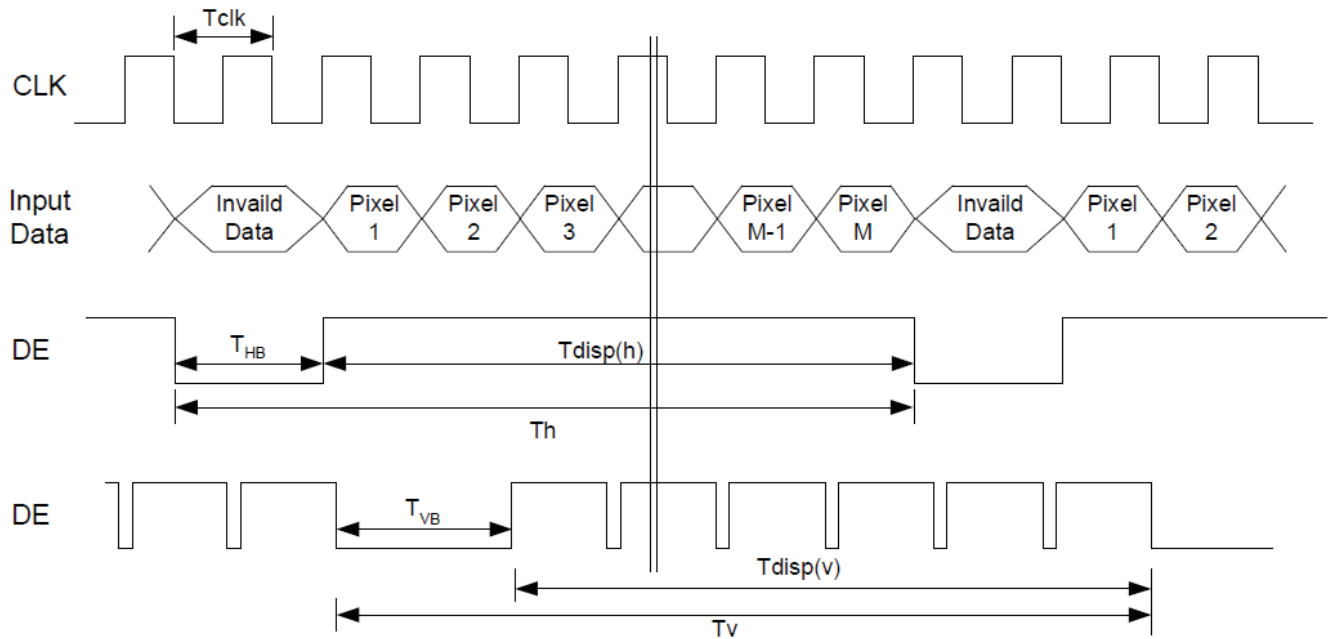 Tclk
CLK
Input
Data
Invaild
Data
Pixel
1
Pixel
2
Pixel
3
Pixel
M-1
Pixel
M
Invaild
Data
Pixel
1
Pixel
2
DE
THB
Tdisp(h)
Th
DE
TVB
Tdisp(v)
Tv